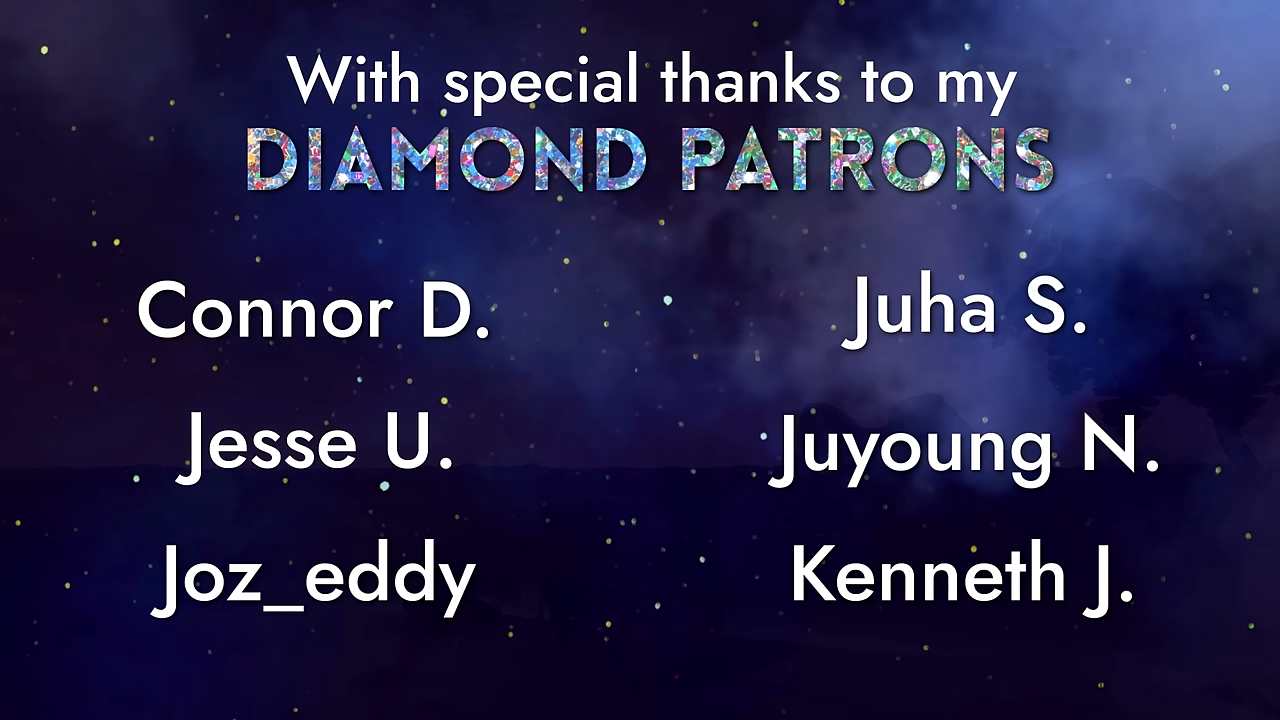 With special thanks to my
DIAMOND PATRONS
Connor D.
Jesse U.
Joz_eddy
Juha S.
Juyoung N.
Kenneth J.